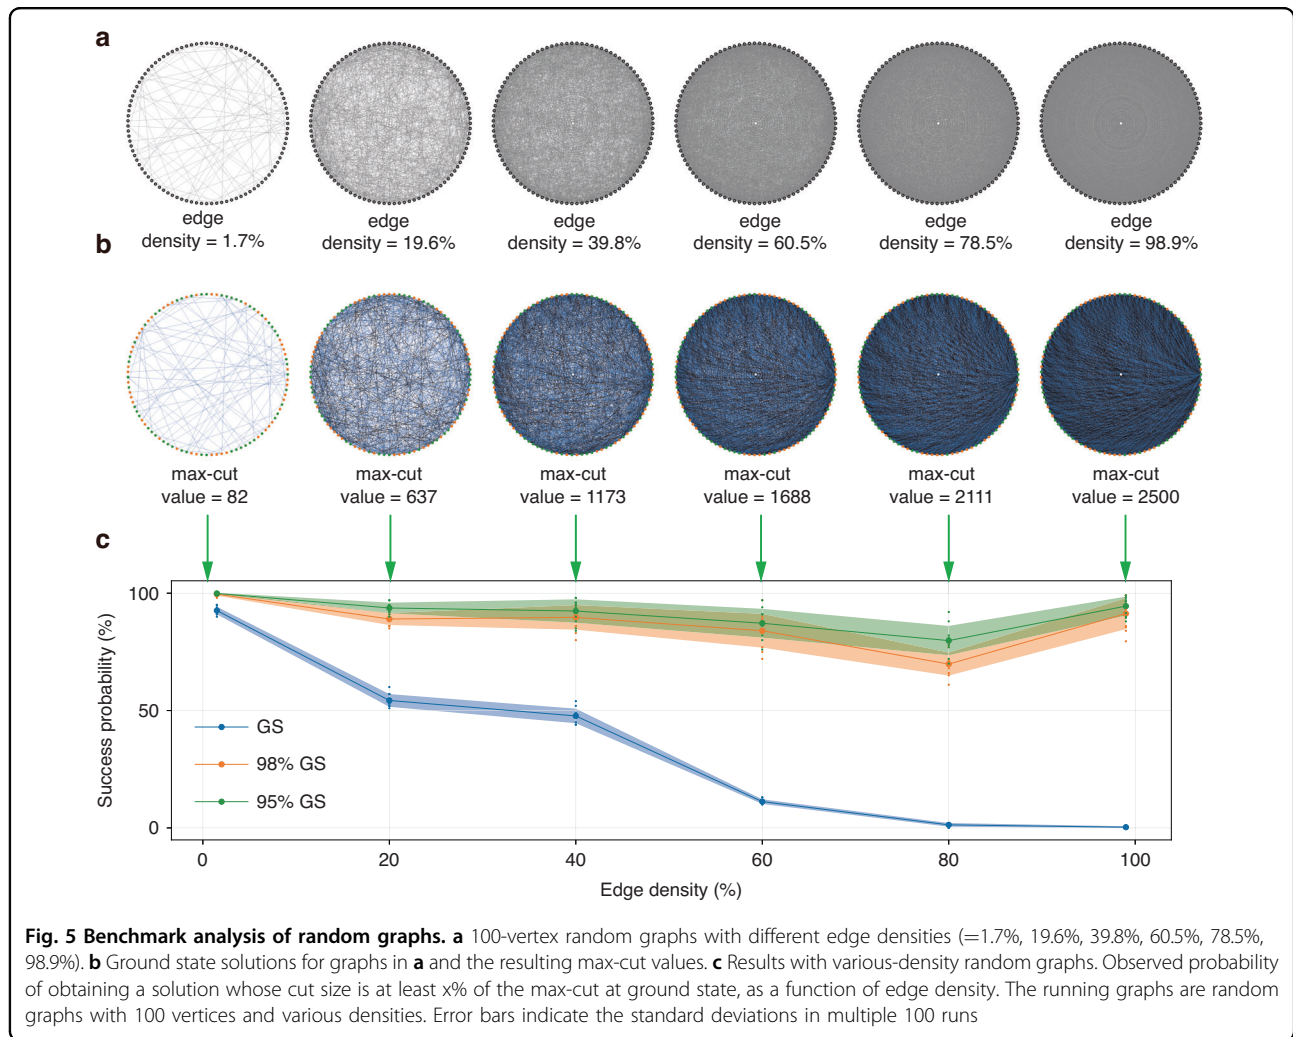 a
edge
density = 1.7%
edge
density = 19.6%
edge
density = 39.8%
edge
density = 60.5%
edge
density = 78.5%
edge
density = 98.9%
b
max-cut
value = 82
max-cut
value = 637
max-cut
value = 1173
max-cut
value = 1688
max-cut
value = 2111
max-cut
value = 2500
c
Success probability (%)
100
50
0
GS
98% GS
95% GS
0
20
40
60
80
100
Edge density (%)
Fig. 5 Benchmark analysis of random graphs. a 100-vertex random graphs with different edge densities (=1.7%, 19.6%, 39.8%, 60.5%, 78.5%,
98.9%). b Ground state solutions for graphs in a and the resulting max-cut values. c Results with various-density random graphs. Observed probability
of obtaining a solution whose cut size is at least x% of the max-cut at ground state, as a function of edge density. The running graphs are random
graphs with 100 vertices and various densities. Error bars indicate the standard deviations in multiple 100 runs